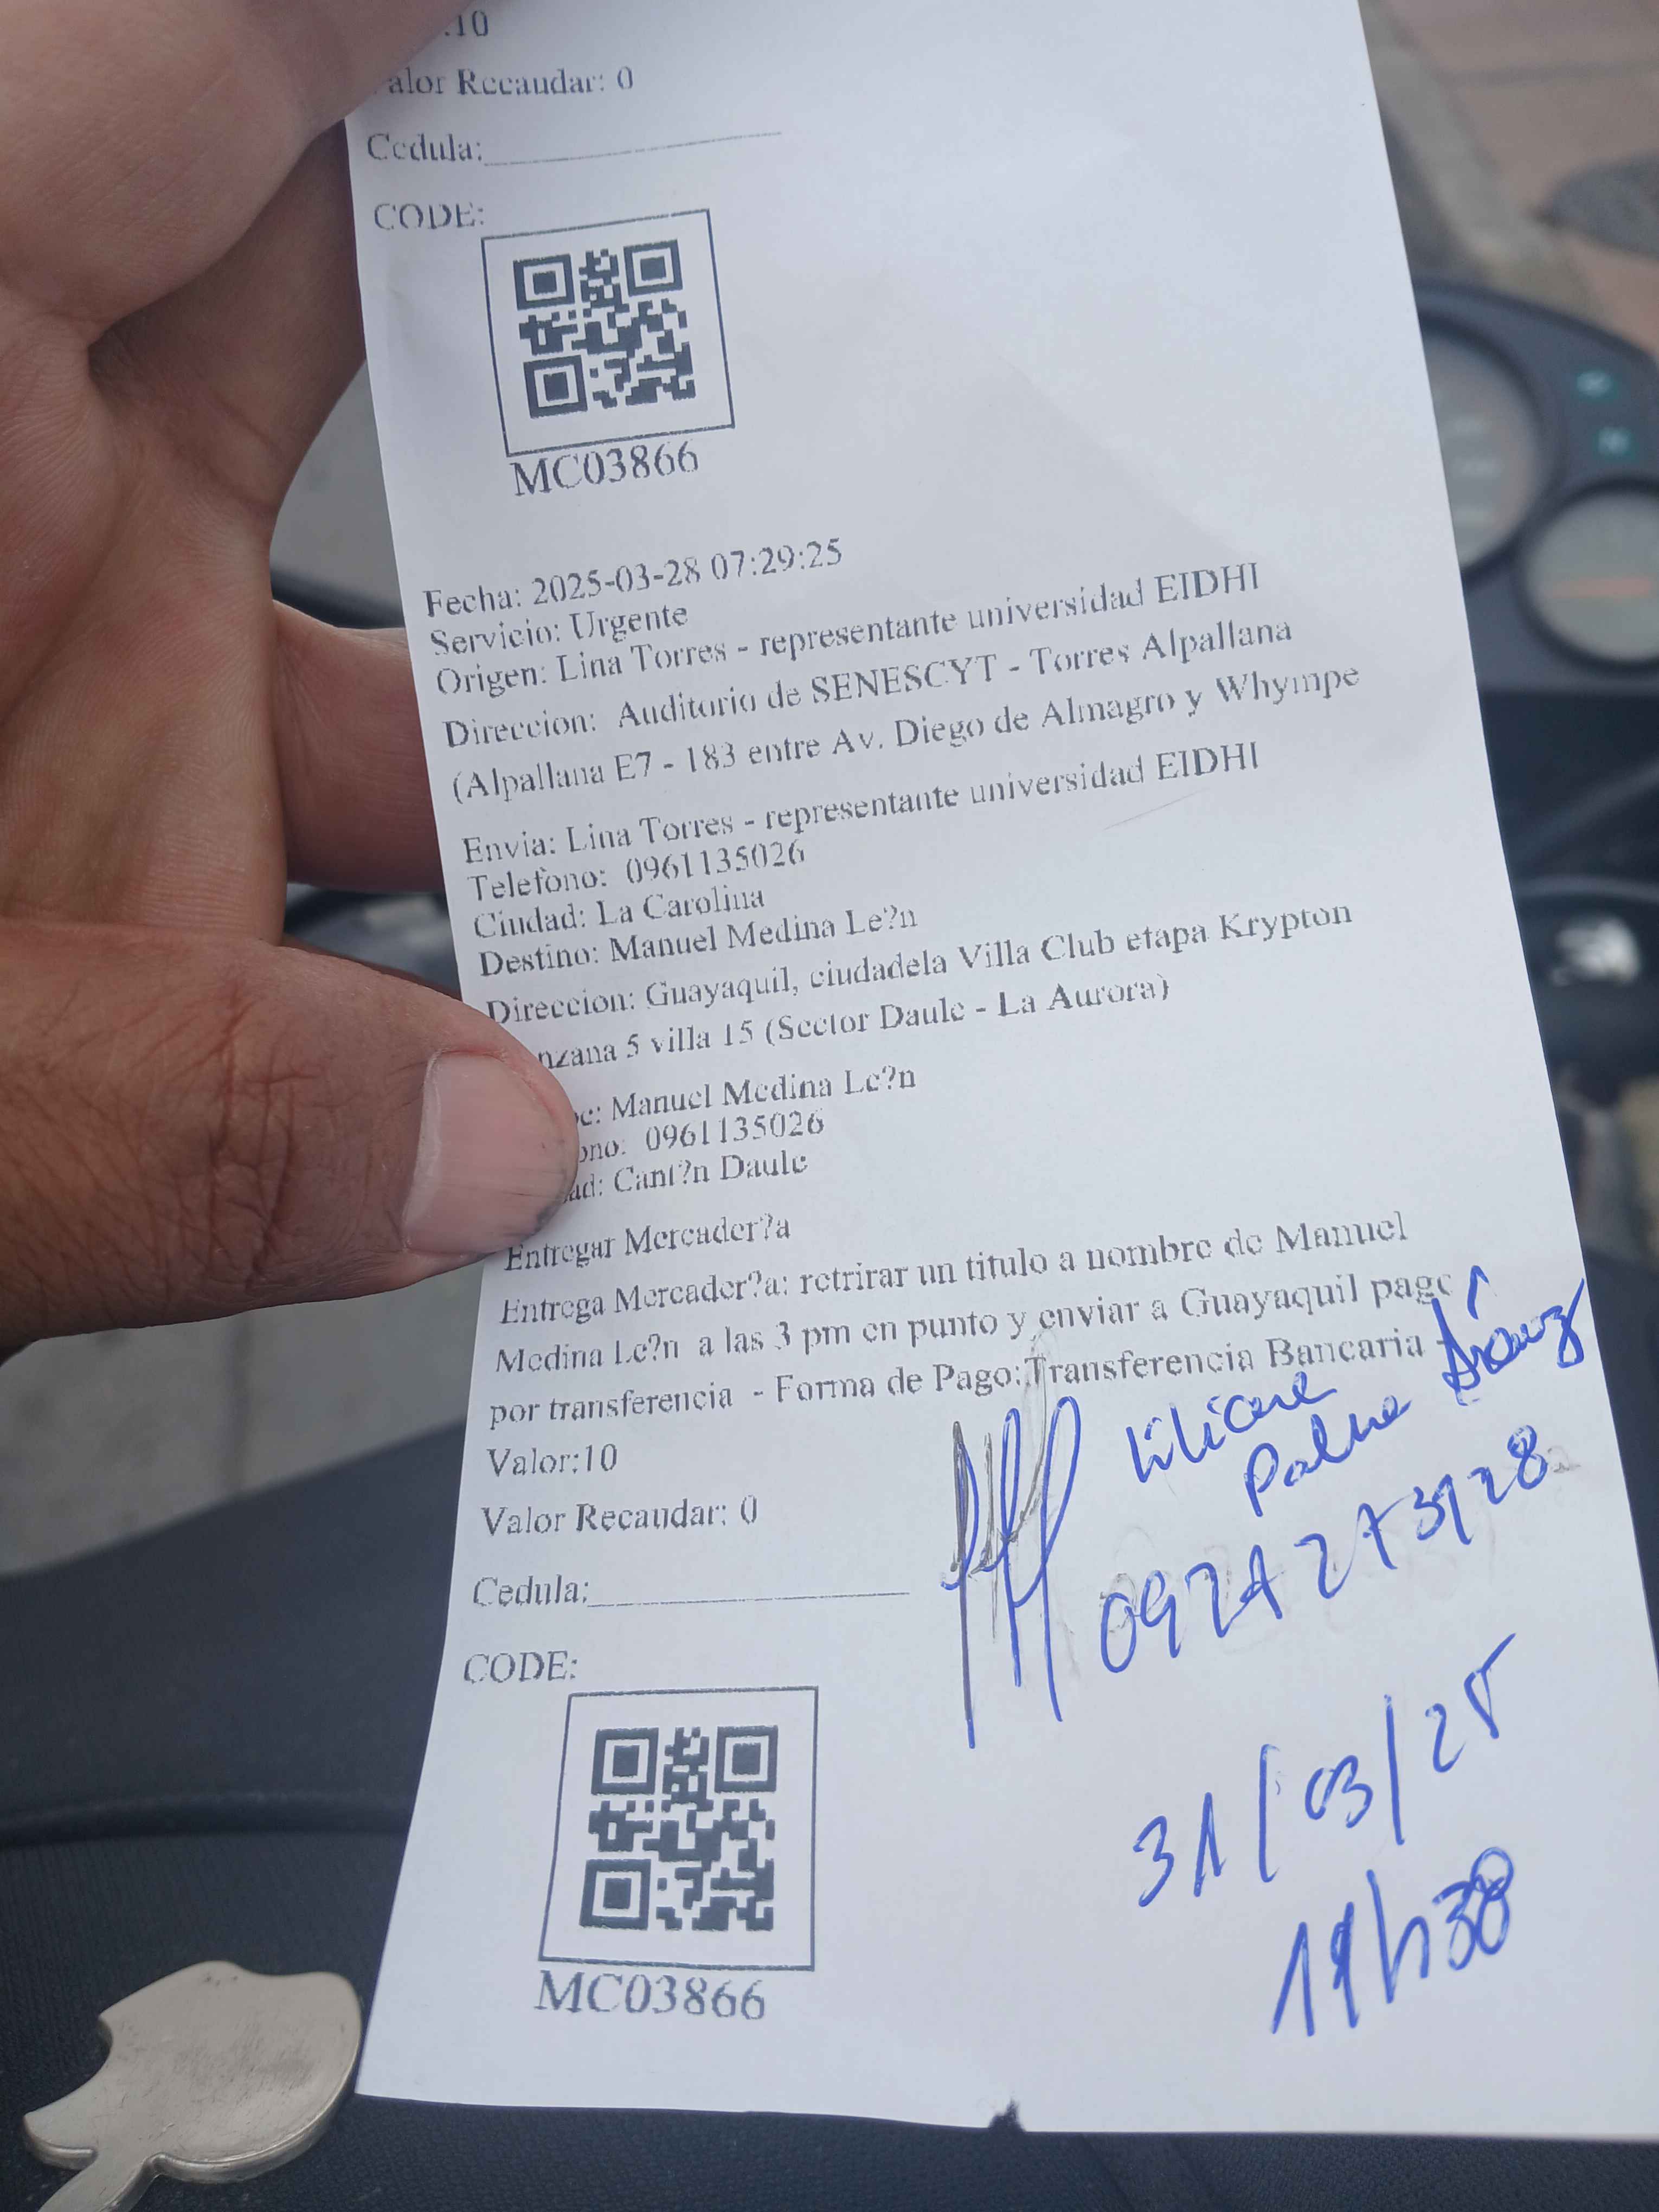 :10
alor Recaudar: 0
Cedula:
CODE:
MC03866
Fecha: 2025-03-28 07:29:25
Servicio: Urgente
Origen: Lina Torres - representante universidad EIDHI
Direccion: Auditorio de SENESCYT - Torres Alpallana
(Alpallana E7 - 183 entre Av. Diego de Almagro y Whympe
Envia: Lina Torres - representante universidad EIDHI
Telefono: 0961135026
Ciudad: La Carolina
Destino: Manuel Medina Le?n
Direccion: Guayaquil, ciudadela Villa Club etapa Krypton
nzana 5 villa 15 (Sector Daule - La Aurora)
be: Manuel Medina Le?n
ono: 0961135026
ad: Cant?n Daule
Entregar Mercader?a
Entrega Mercader?a: retrirar un titulo a nombre de Manuel
Medina Le?n a las 3 pm en punto y enviar a Guayaquil pago
por transferencia - Forma de Pago:Transferencia Bancaria -
Valor:10
Valor Recaudar: 0
Cedula:
CODE:
MC03866
31/03/25
19h38